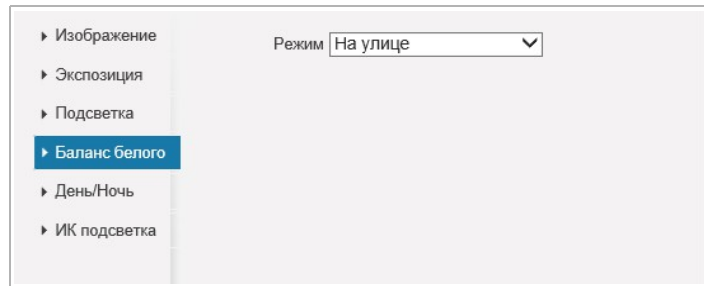 Изображение
Режим На улице
Экспозиция
Подсветка
Баланс белого
День/Ночь
ИК подсветка